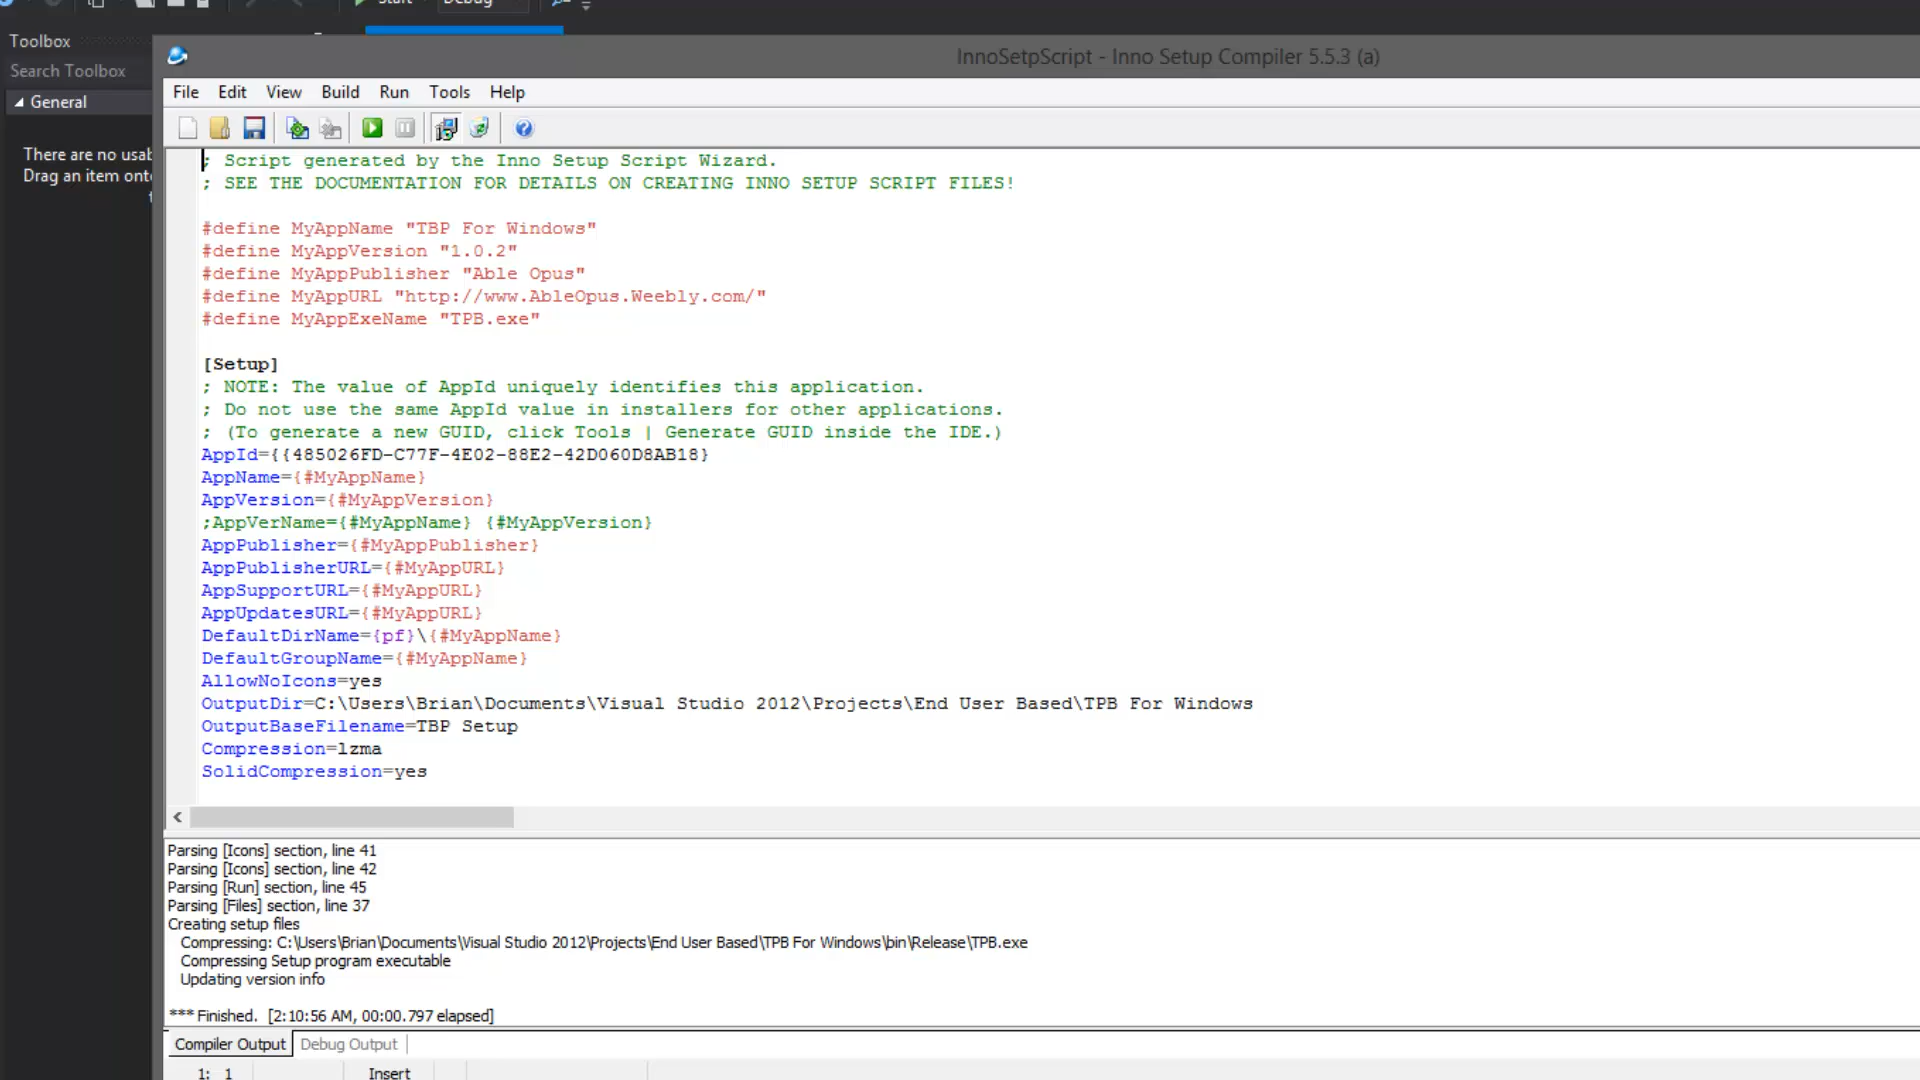 Start
Debug
Toolbox
Search Toolbox
General
There are no usab
Drag an item onto
t
InnoSetpScript - Inno Setup Compiler 5.5.3 (a)
File Edit View Build Run Tools Help
; Script generated by the Inno Setup Script Wizard.
; SEE THE DOCUMENTATION FOR DETAILS ON CREATING INNO SETUP SCRIPT FILES!
#define MyAppName "TBP For Windows"
#define MyAppVersion "1.0.2"
#define MyAppPublisher "Able Opus"
#define MyAppURL "http://www.AbleOpus.Weebly.com/"
#define MyAppExeName "TPB.exe"
[Setup]
; NOTE: The value of AppId uniquely identifies this application.
; Do not use the same AppId value in installers for other applications.
; (To generate a new GUID, click Tools | Generate GUID inside the IDE.)
AppId={{485026FD-C77F-4E02-88E2-42D060D8AB18}
AppName={#MyAppName}
AppVersion={#MyAppVersion}
;AppVerName={#MyAppName} {#MyAppVersion}
AppPublisher={#MyAppPublisher}
AppPublisherURL={#MyAppURL}
AppSupportURL={#MyAppURL}
AppUpdatesURL={#MyAppURL}
DefaultDirName={pf}\{#MyAppName}
DefaultGroupName={#MyAppName}
AllowNoIcons=yes
OutputDir=C:\Users\Brian\Documents\Visual Studio 2012\Projects\End User Based\TPB For Windows
OutputBaseFilename=TBP Setup
Compression=lzma
SolidCompression=yes
Parsing [Icons] section, line 41
Parsing [Icons] section, line 42
Parsing [Run] section, line 45
Parsing [Files] section, line 37
Creating setup files
Compressing: C:\Users\Brian\Documents\Visual Studio 2012\Projects\End User Based\TPB For Windows\bin\Release\TPB.exe
Compressing Setup program executable
Updating version info
*** Finished. [2:10:56 AM, 00:00.797 elapsed]
Compiler Output Debug Output
1: 1 Insert